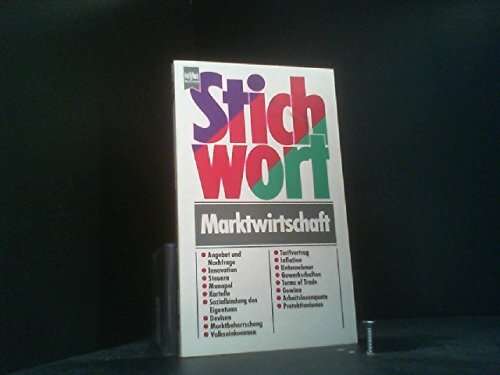 Stich
wort
Marktwirtschaft
Angebot und
Nachfrage
Innovation
Steuern
Monopol
Kartelle
Sozialbindung des
Eigentums
Devisen
Marktbeherrschung
Volkseinkommen
Tarifvertrag
Inflation
Unternehmer
Gewerkschaften
Terms of Trade
Gewinn
Arbeitslosenquote
Protektionismus